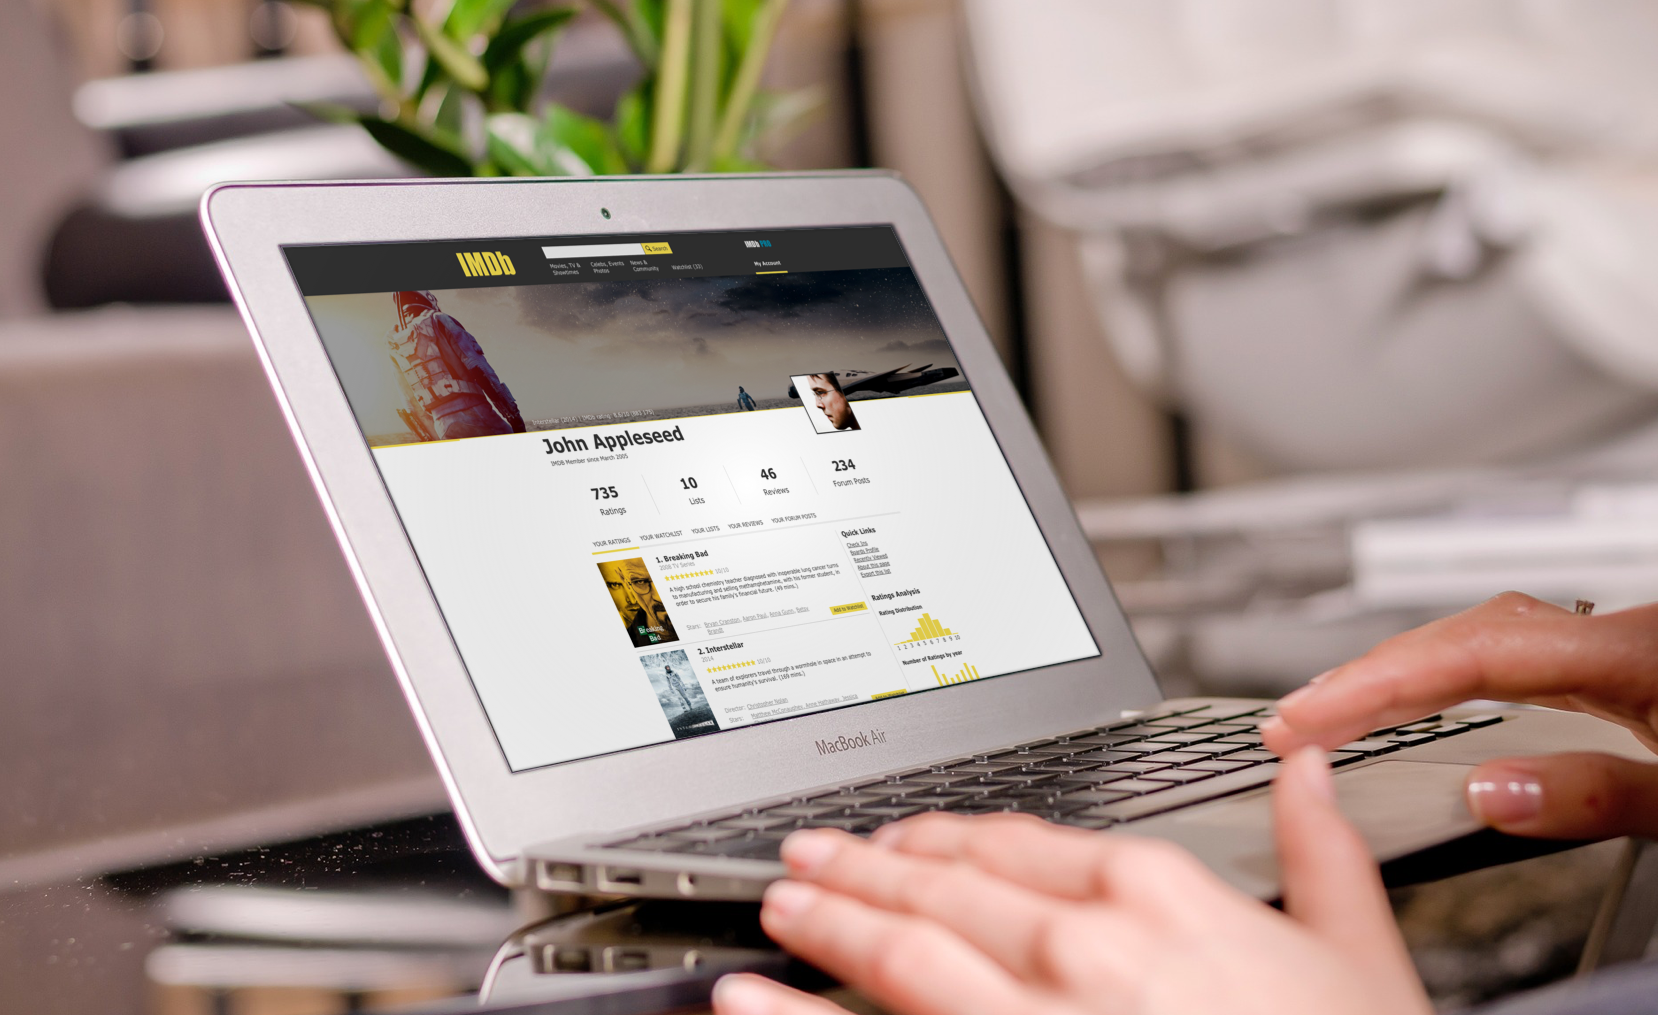 IMDb
Search
IMDb PRO
Movies, TV &
Showtimes
Celebs, Events
Photos
News &
Community
Watchlist (33)
My Account
Interstellar (2014) | IMDb rating:
John Appleseed
IMDB Member since March 2005
735
Ratings
10
Lists
46
Reviews
234
Forum Posts
YOUR RATINGS
YOUR WATCHLIST
YOUR LISTS
YOUR REVIEWS
YOUR FORUM POSTS
1. Breaking Bad
2008 TV Series
10/10
A high school chemistry teacher diagnosed with inoperable lung cancer turns
to manufacturing and selling methamphetamine, with his former student, in
order to secure his family's financial future. (49 mins.)
Stars: Bryan Cranston, Aaron Paul, Anna Gunn, Betsy
Brandt
Add to Watchlist
Breaking
Bad
2. Interstellar
2014
10/10
A team of explorers travel through a wormhole in space in an attempt to
ensure humanity's survival. (169 mins.)
Director: Christopher Nolan
Stars: Matthew McConaughey, Anne Hathaway, Jessica
Quick Links
Check Ins
Boards Profile
Recently Viewed
About this page
Export this list
Ratings Analysis
Rating Distribution
1 2 3 4 5 6 7 8 9 10
Number of Ratings by year
MacBook Air